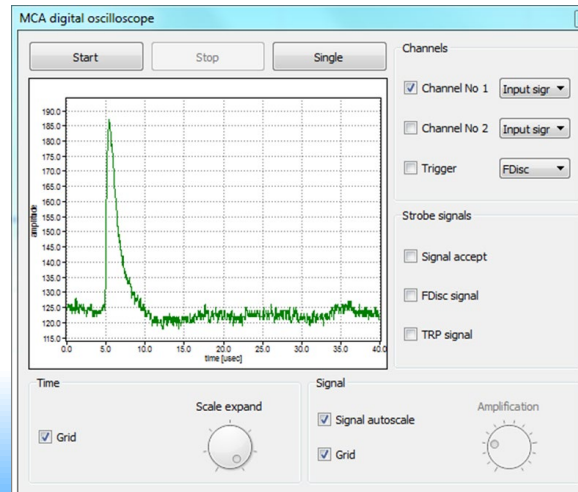 MCA digital oscilloscope
Start
Stop
Single
Channels
Channel No 1
Input sigr
Channel No 2
Input sigr
Trigger
FDisc
Strobe signals
Signal accept
FDisc signal
TRP signal
amplitude
190.0
185.0
180.0
175.0
170.0
165.0
160.0
155.0
150.0
145.0
140.0
135.0
130.0
125.0
120.0
115.0
0.0 5.0 10.0 15.0 20.0 25.0 30.0 35.0 40.0
time [usec]
Time
Grid
Scale expand
Signal
Signal autoscale
Grid
Amplification